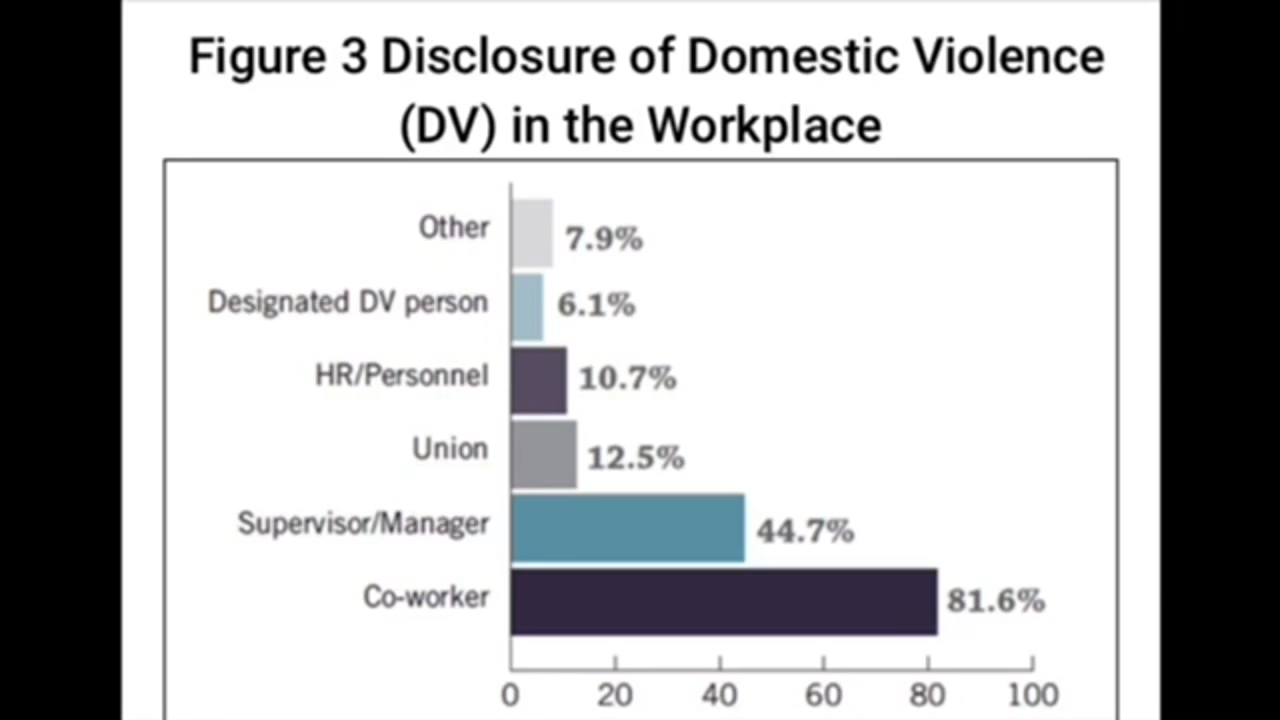 Figure 3 Disclosure of Domestic Violence
(DV) in the Workplace
Other 7.9%
Designated DV person 6.1%
HR/Personnel 10.7%
Union 12.5%
Supervisor/Manager 44.7%
Co-worker 81.6%
0 20 40 60 80 100